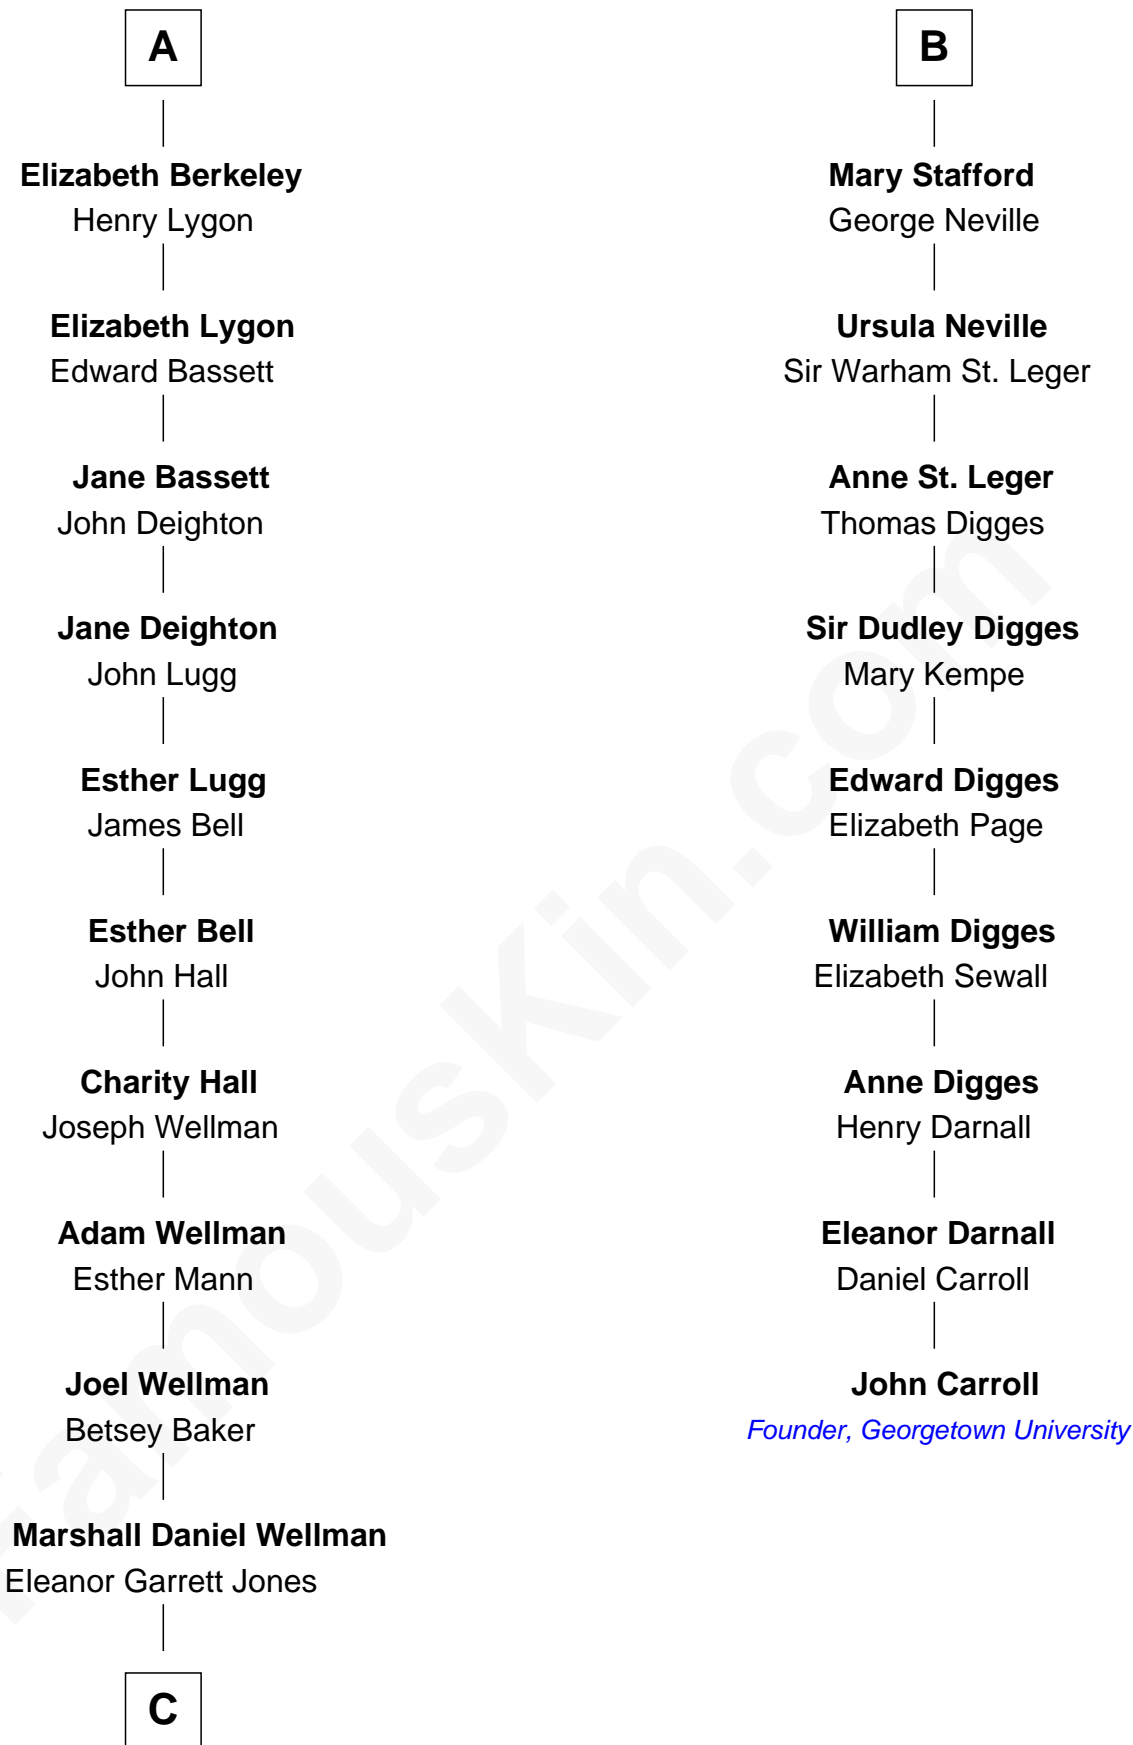 A
Elizabeth Berkeley
Henry Lygon
Elizabeth Lygon
Edward Bassett
Jane Bassett
John Deighton
Jane Deighton
John Lugg
Esther Lugg
James Bell
Esther Bell
John Hall
Charity Hall
Joseph Wellman
Adam Wellman
Esther Mann
Joel Wellman
Betsey Baker
Marshall Daniel Wellman
Eleanor Garrett Jones
C
B
Mary Stafford
George Neville
Ursula Neville
Sir Warham St. Leger
Anne St. Leger
Thomas Digges
Sir Dudley Digges
Mary Kempe
Edward Digges
Elizabeth Page
William Digges
Elizabeth Sewall
Anne Digges
Henry Darnall
Eleanor Darnall
Daniel Carroll
John Carroll
Founder, Georgetown University
FamousKin.com